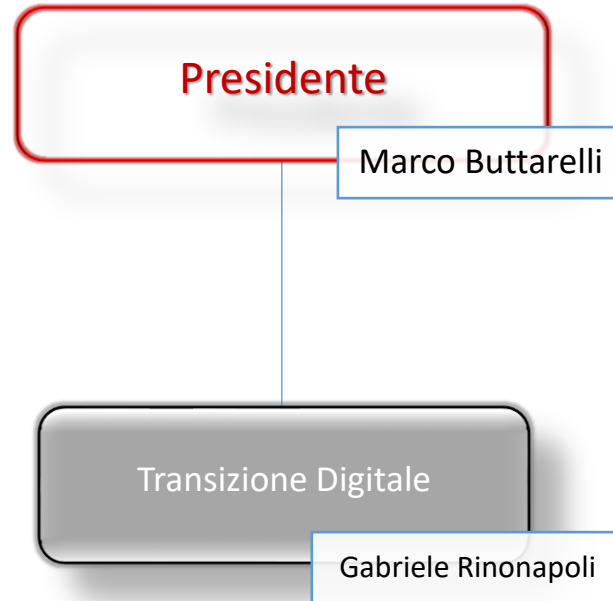 Presidente
Marco Buttarelli
Transizione Digitale
Gabriele Rinonapoli